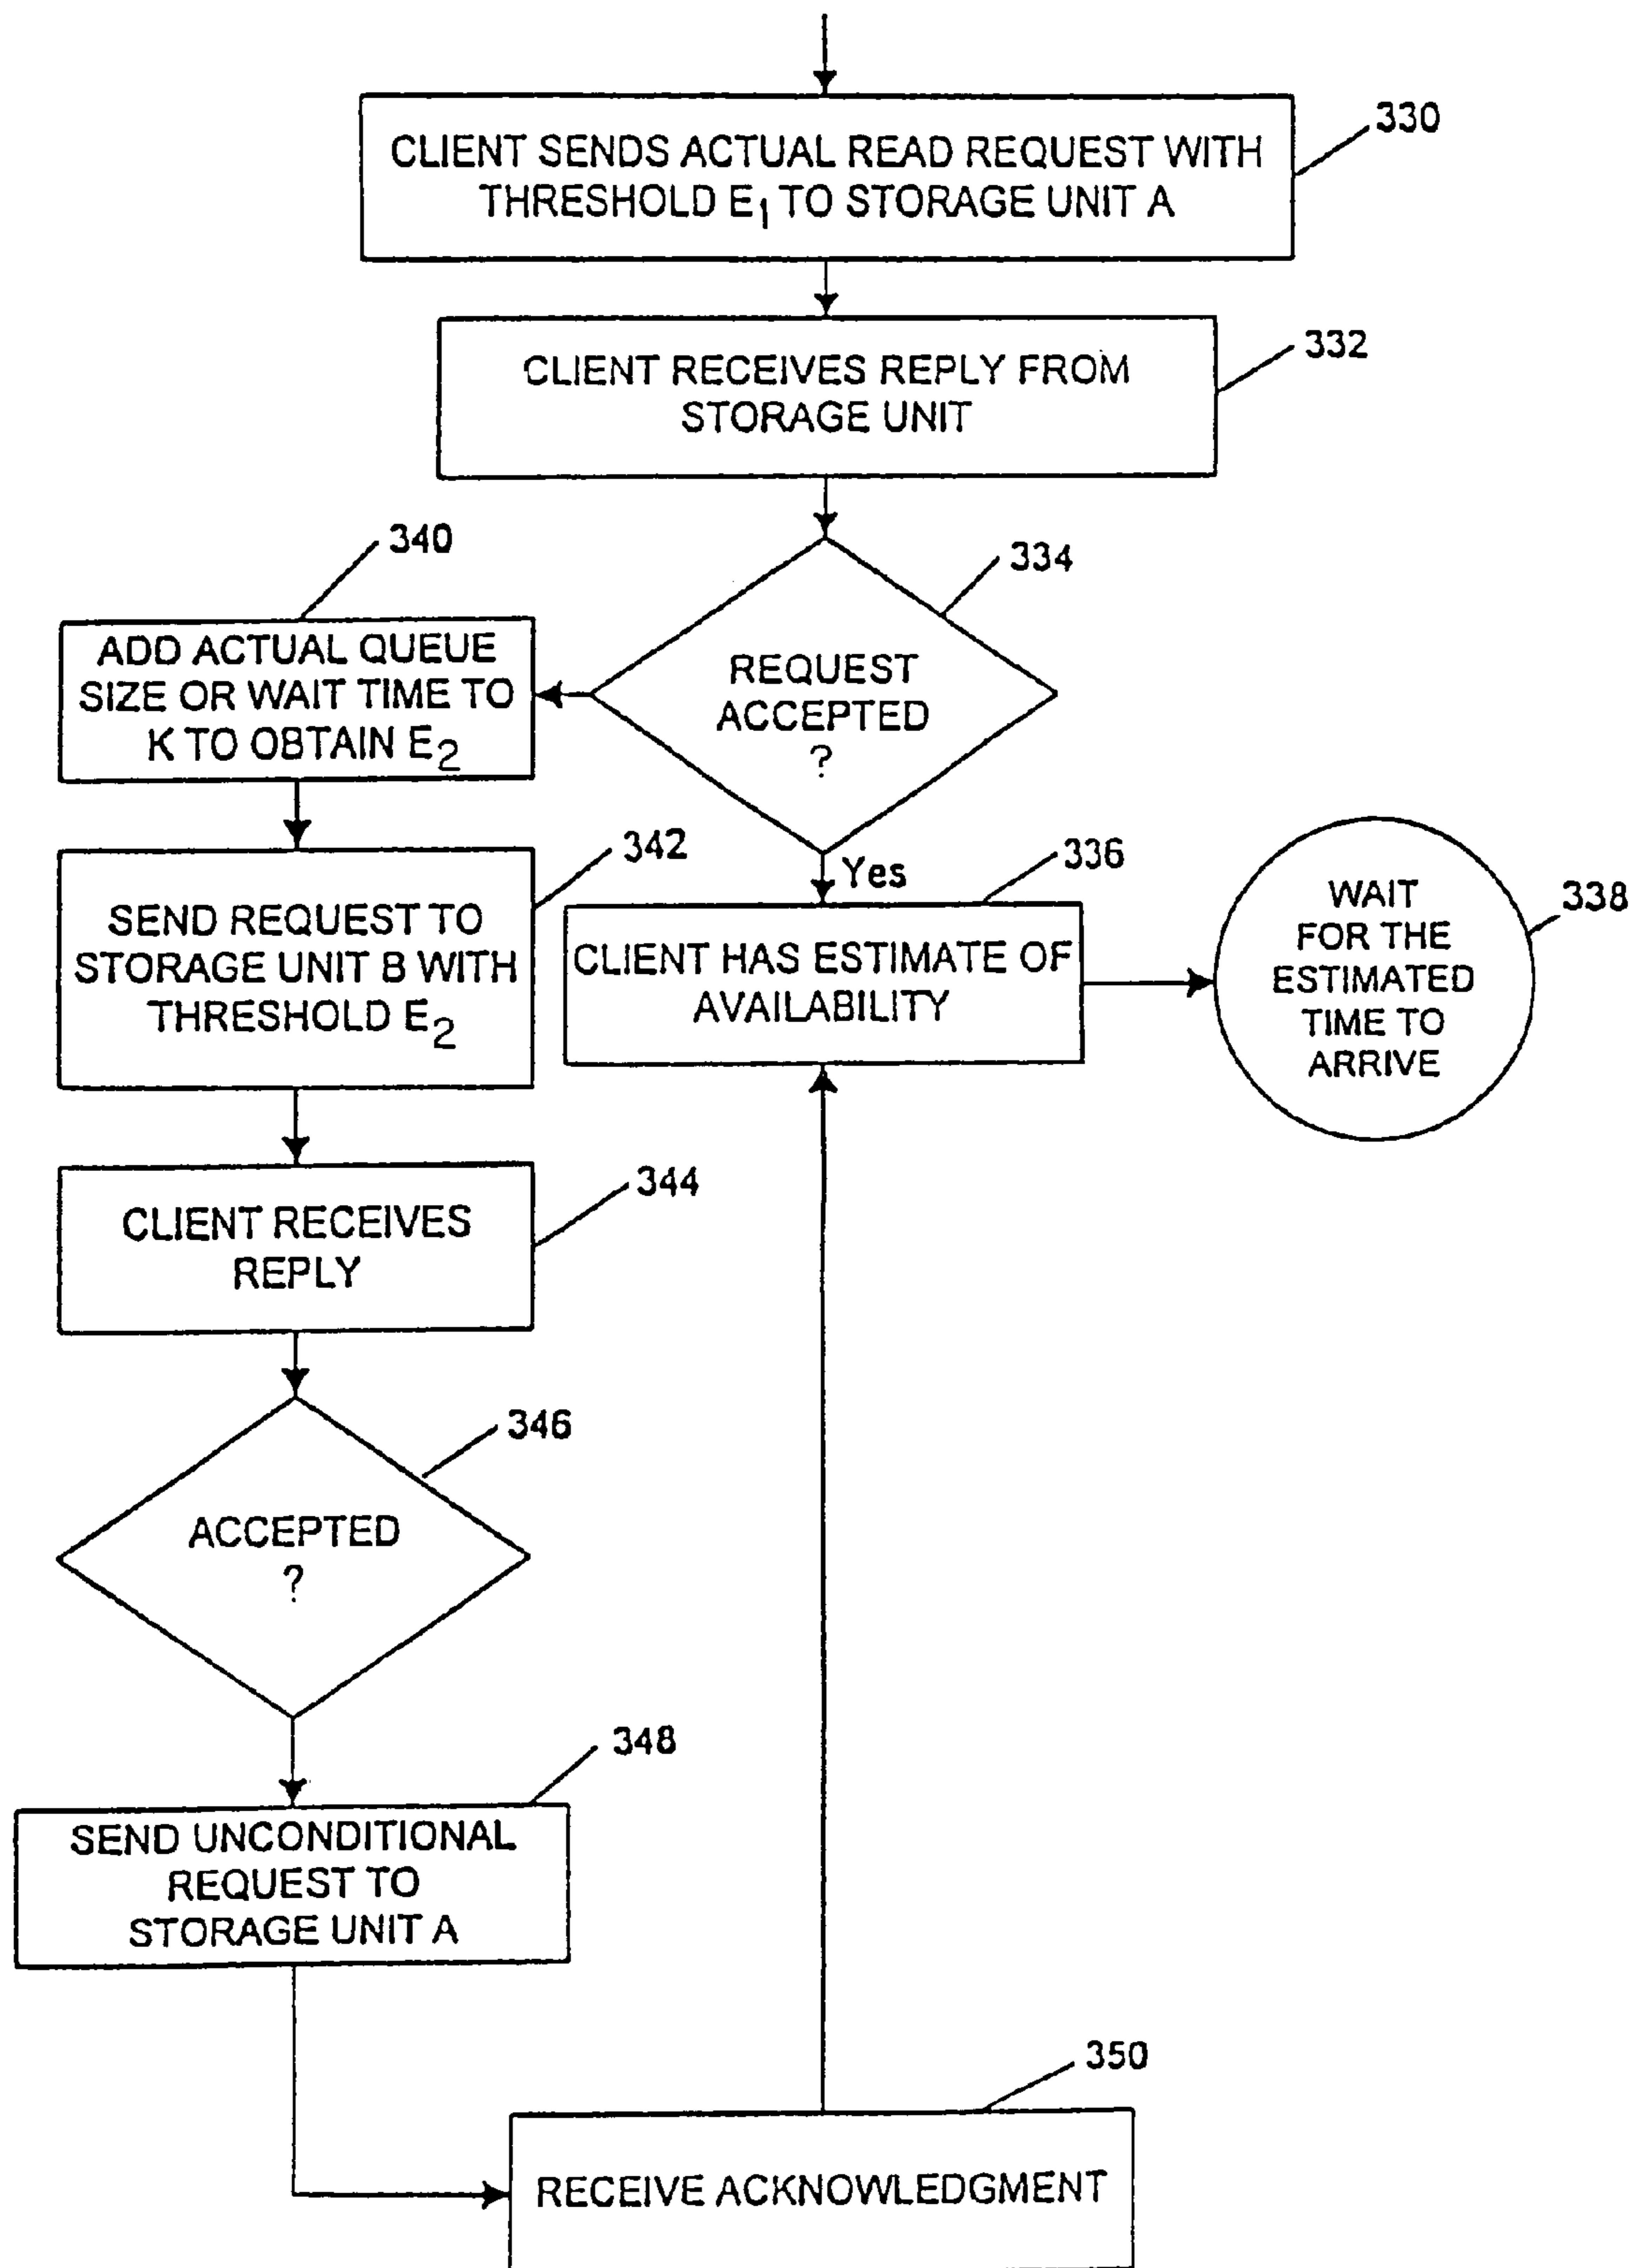 330
CLIENT SENDS ACTUAL READ REQUEST WITH
THRESHOLD E1 TO STORAGE UNIT A
332
CLIENT RECEIVES REPLY FROM
STORAGE UNIT
334
REQUEST
ACCEPTED
?
340
ADD ACTUAL QUEUE
SIZE OR WAIT TIME TO
K TO OBTAIN E2
Yes
336
CLIENT HAS ESTIMATE OF
AVAILABILITY
338
WAIT
FOR THE
ESTIMATED
TIME TO
ARRIVE
342
SEND REQUEST TO
STORAGE UNIT B WITH
THRESHOLD E2
344
CLIENT RECEIVES
REPLY
346
ACCEPTED
?
348
SEND UNCONDITIONAL
REQUEST TO
STORAGE UNIT A
350
RECEIVE ACKNOWLEDGMENT